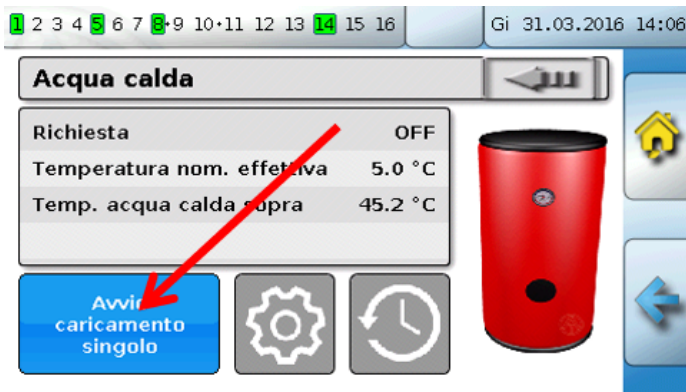 1 2 3 4 5 6 7 8·9 10·11 12 13 14 15 16 Gi 31.03.2016 14:06
Acqua calda
Richiesta OFF
Temperatura nom. effettiva 5.0 °C
Temp. acqua calda sopra 45.2 °C
Avvio
caricamento
singolo